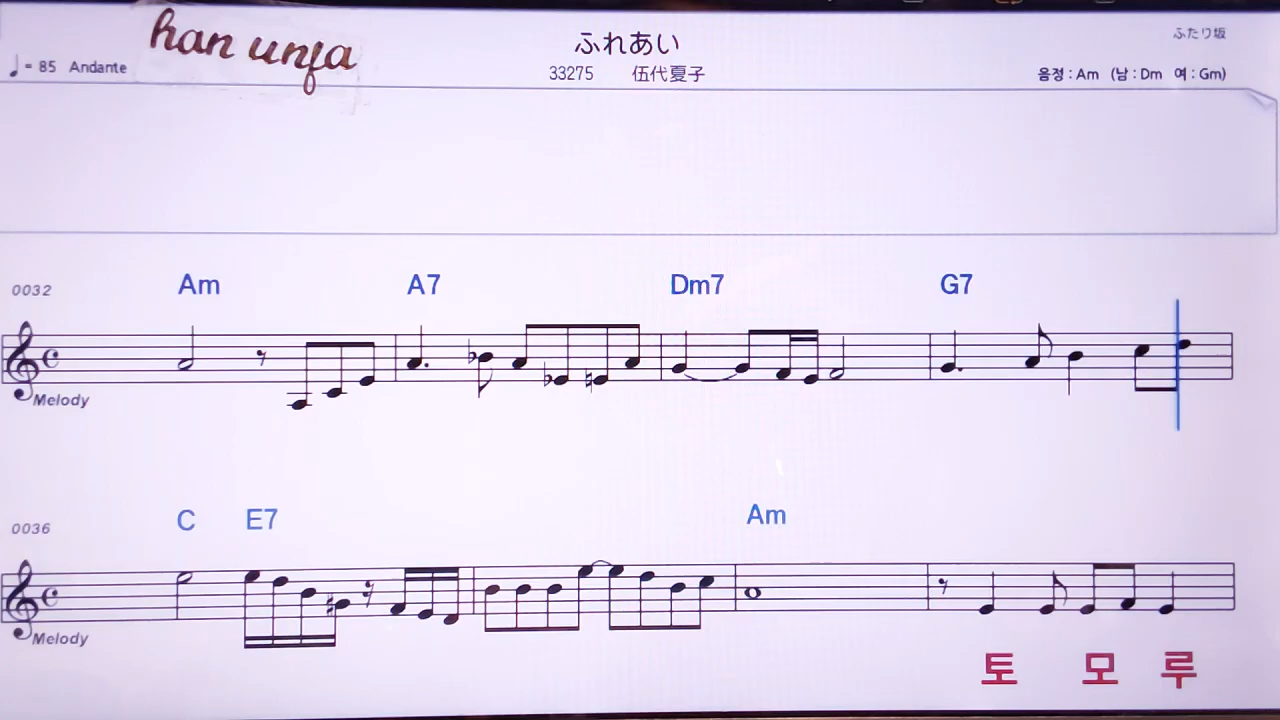 han unja
ふれあい
ふたり坂
♩= 85 Andante
33275 伍代夏子
음정 : Am (남 : Dm 여 : Gm)
0032 Am A7 Dm7 G7
Melody
0036 C E7 Am
Melody
토 모 루